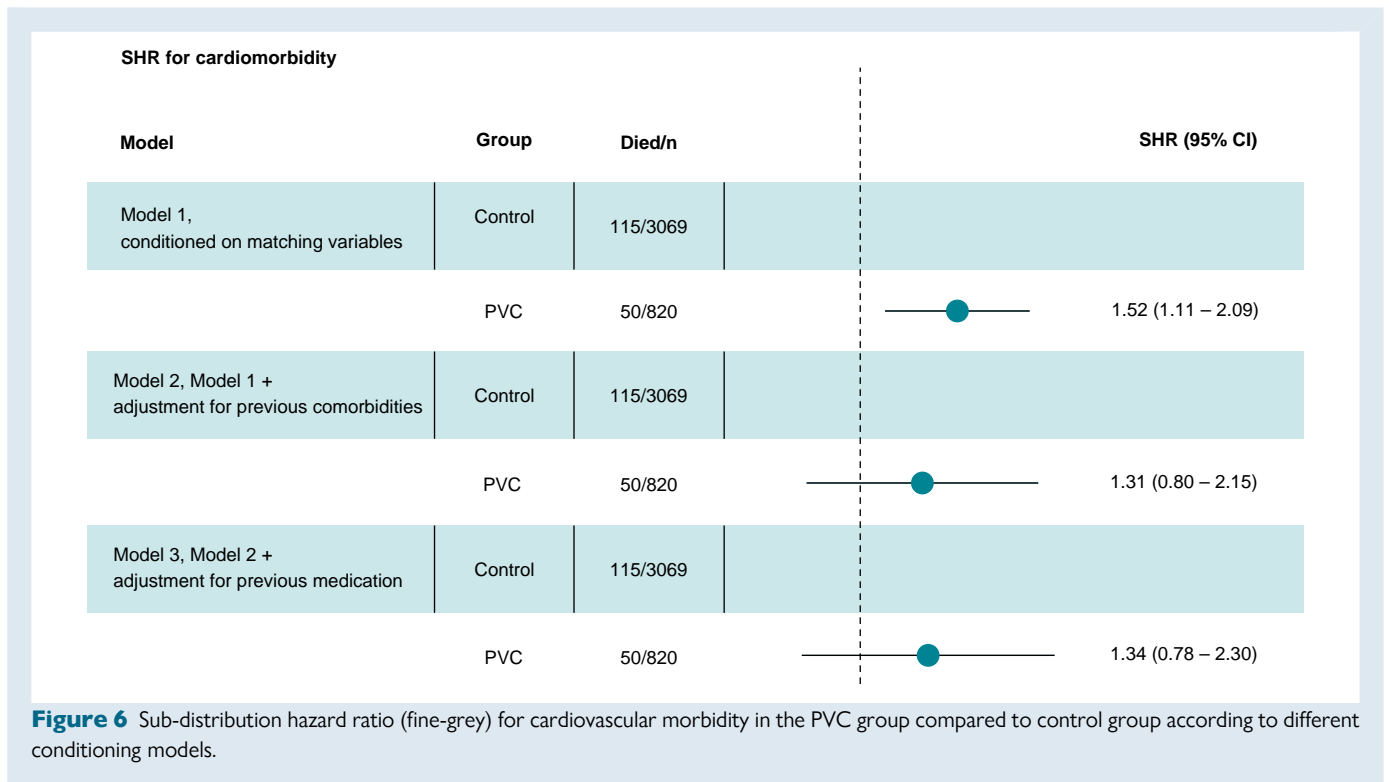 SHR for cardiomorbidity
Model Group Died/n SHR (95% CI)
Model 1,
conditioned on matching variables
Control
115/3069
PVC 50/820 1.52 (1.11 – 2.09)
Model 2, Model 1 +
adjustment for previous comorbidities
Control 115/3069
PVC 50/820 1.31 (0.80 – 2.15)
Model 3, Model 2 +
adjustment for previous medication
Control 115/3069
PVC 50/820 1.34 (0.78 – 2.30)
Figure 6 Sub-distribution hazard ratio (fine-grey) for cardiovascular morbidity in the PVC group compared to control group according to different
conditioning models.